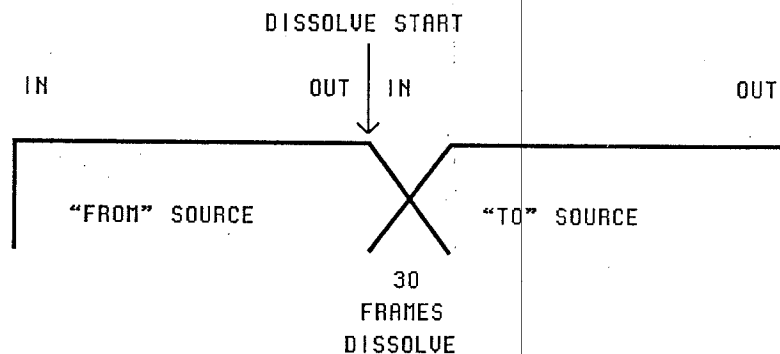 DISSOLVE START
IN OUT IN OUT
"FROM" SOURCE "TO" SOURCE
30
FRAMES
DISSOLVE